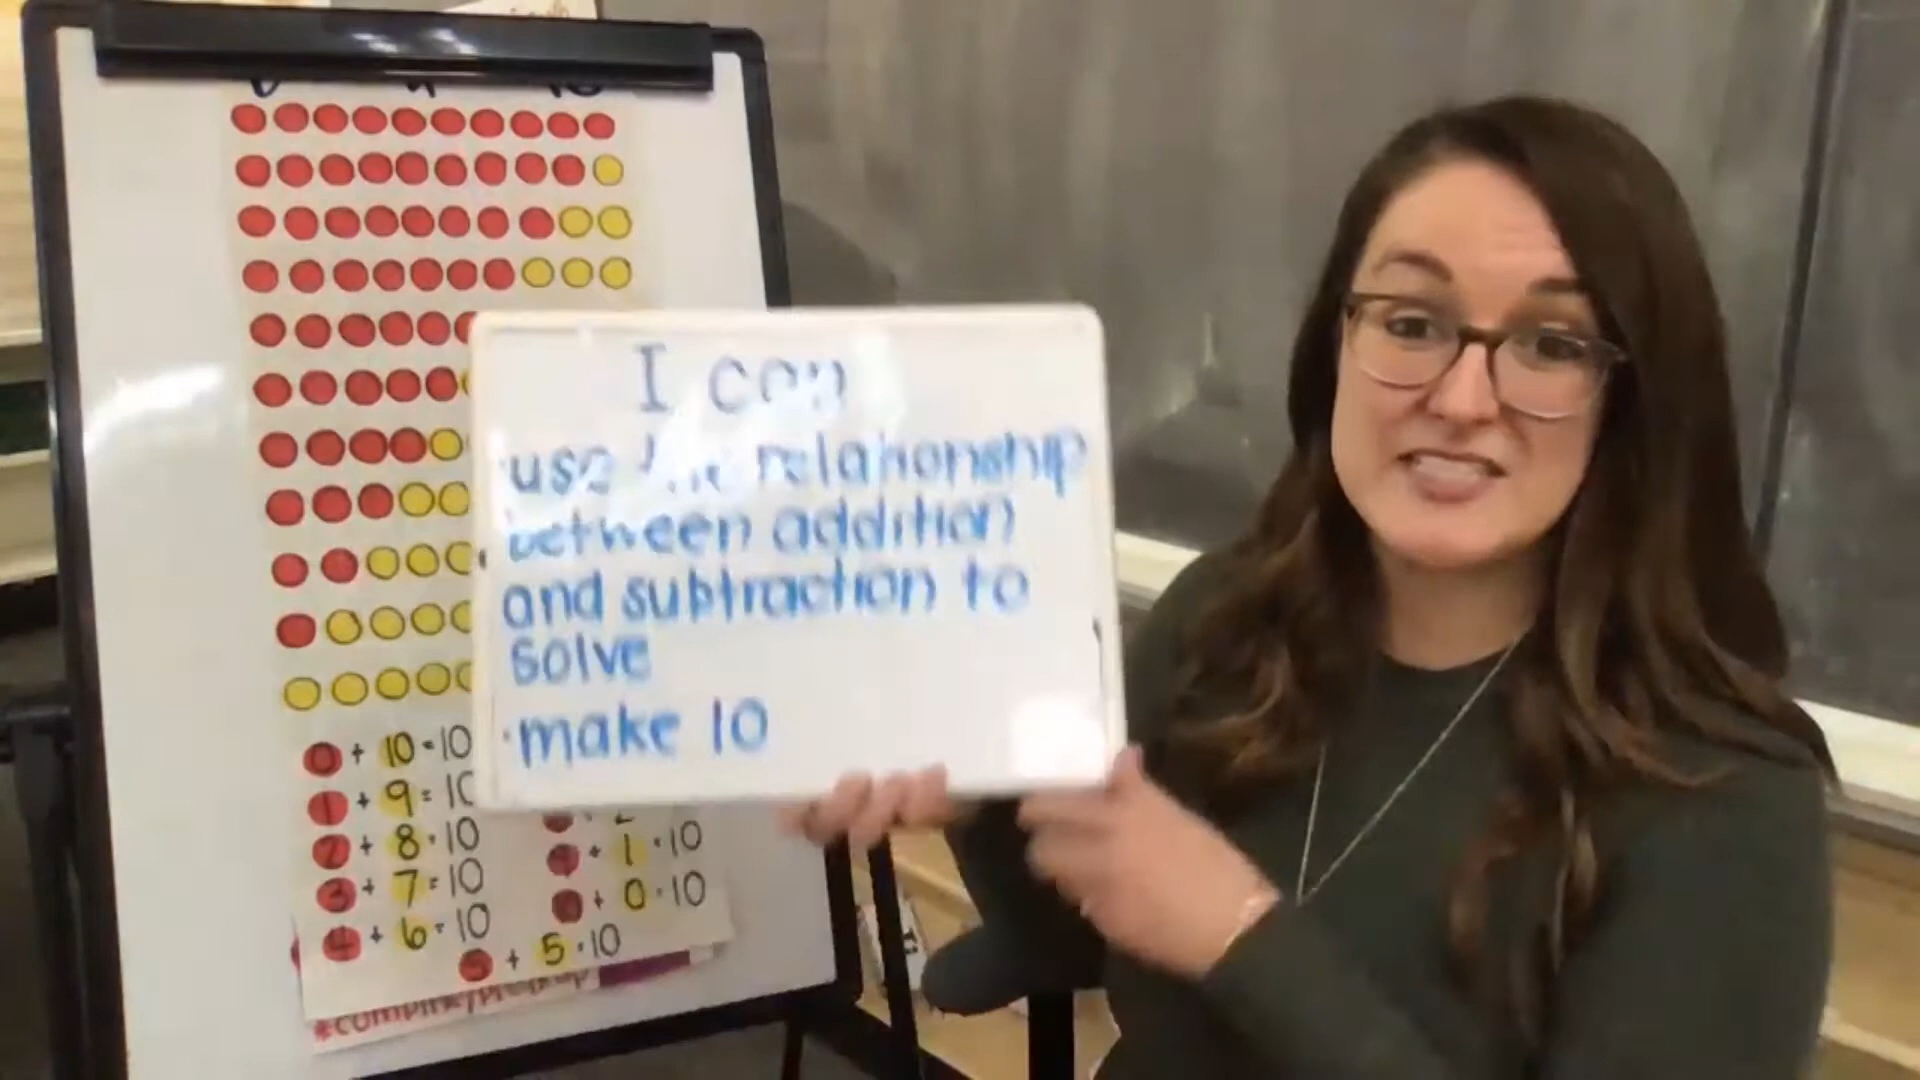 I can
·use the relationship
between addition
and subtraction to
solve
·make 10
0 + 10 = 10
1 + 9 = 10
2 + 8 = 10
3 + 7 = 10
4 + 6 = 10
5 + 5 = 10
+ 1 = 10
+ 0 = 10